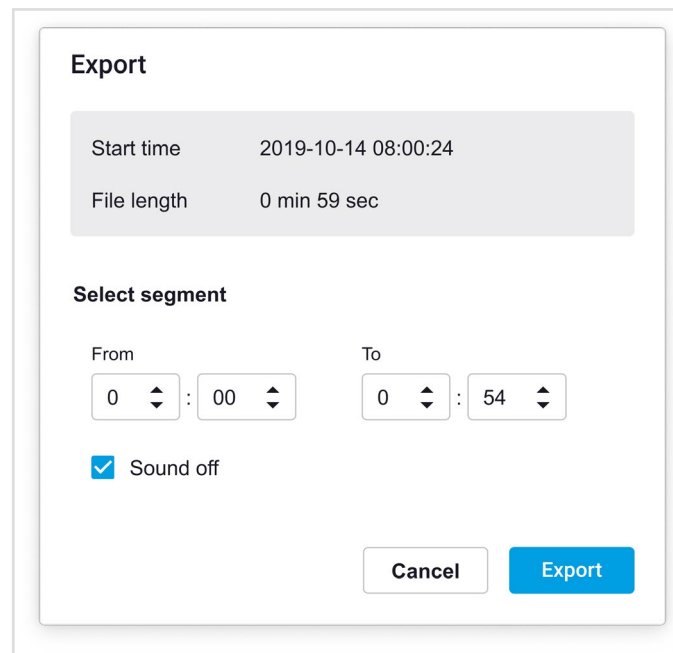 Export
Start time 2019-10-14 08:00:24
File length 0 min 59 sec
Select segment
From To
0 : 00 0 : 54
Sound off
Cancel Export